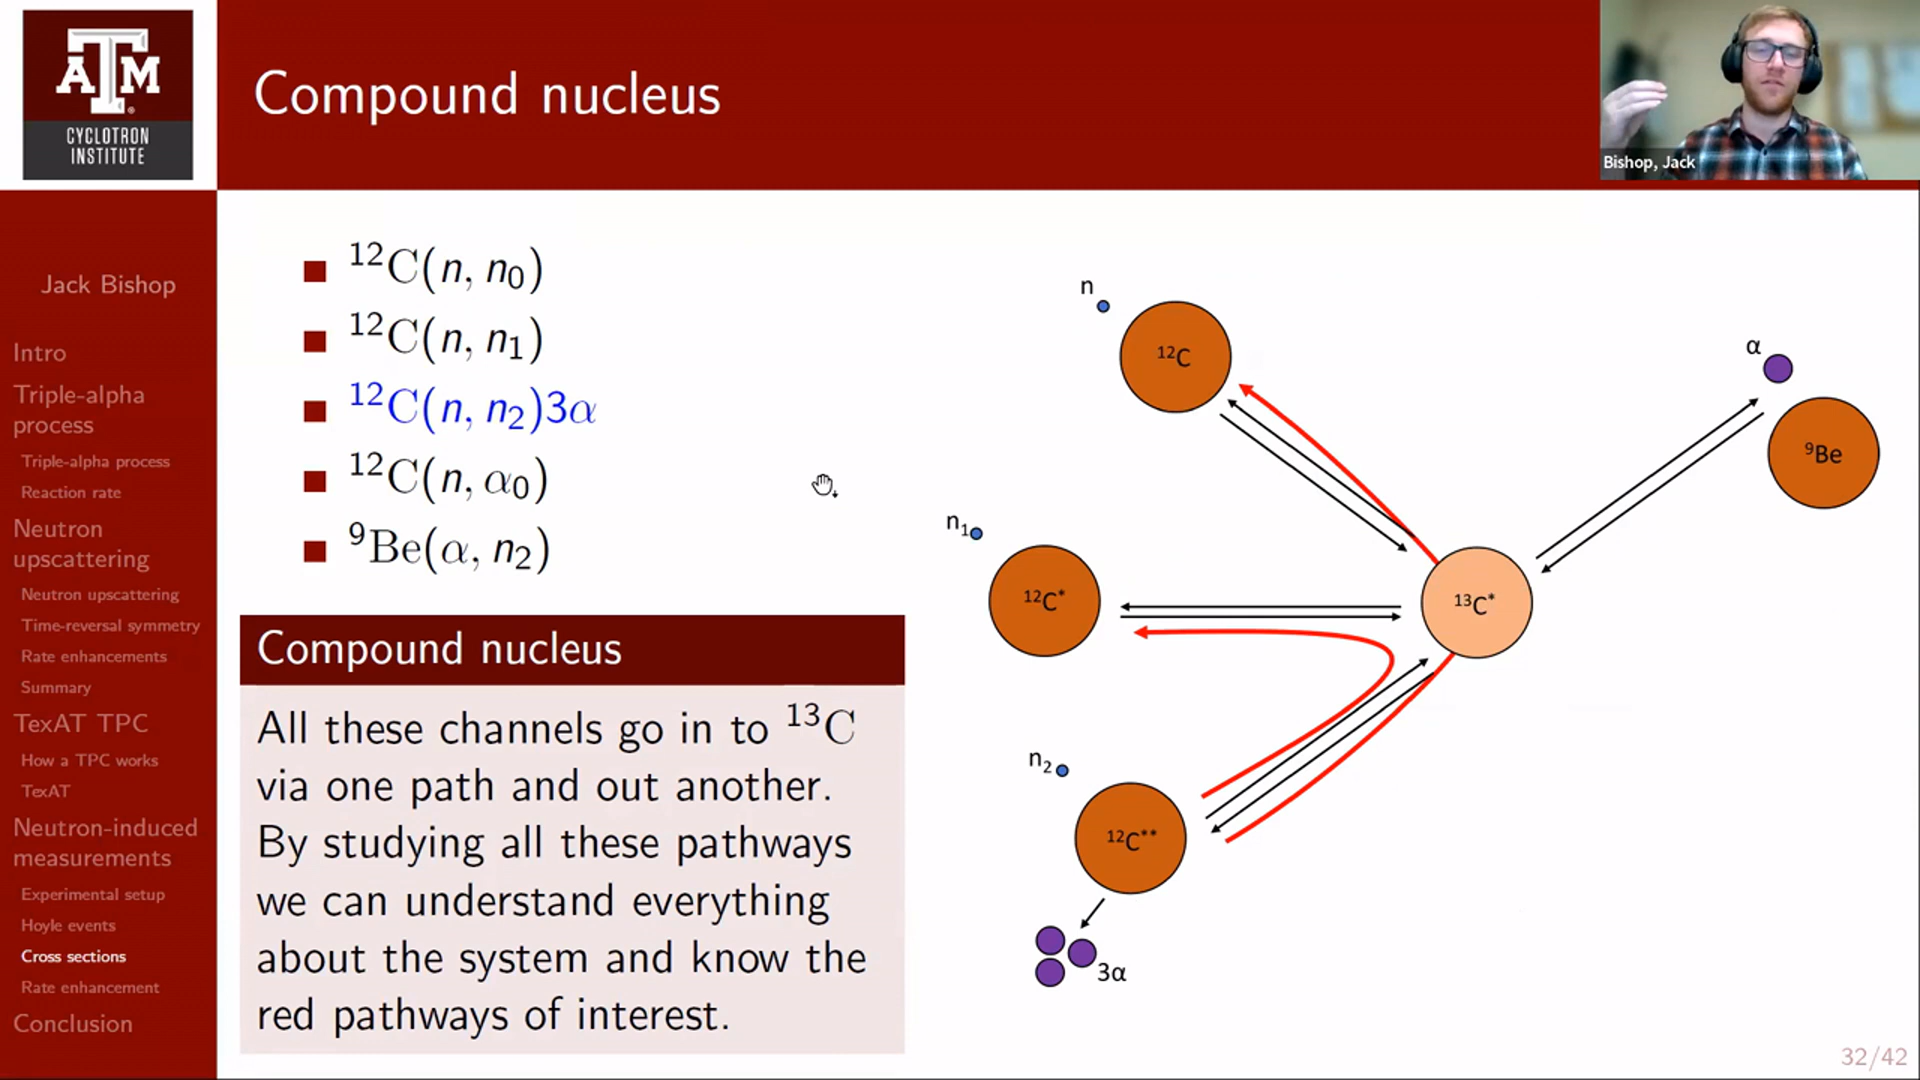 ATM
CYCLOTRON
INSTITUTE
Compound nucleus
Bishop, Jack
Jack Bishop
Intro
Triple-alpha
process
Triple-alpha process
Reaction rate
Neutron
upscattering
Neutron upscattering
Time-reversal symmetry
Rate enhancements
Summary
TexAT TPC
How a TPC works
TexAT
Neutron-induced
measurements
Experimental setup
Hoyle events
Cross sections
Rate enhancement
Conclusion
¹²C(n, n₀)
¹²C(n, n₁)
¹²C(n, n₂)3α
¹²C(n, α₀)
⁹Be(α, n₂)
Compound nucleus
All these channels go in to ¹³C
via one path and out another.
By studying all these pathways
we can understand everything
about the system and know the
red pathways of interest.
n
¹²C
α
⁹Be
n₁
¹²C*
¹³C*
n₂
¹²C**
3α
32/42